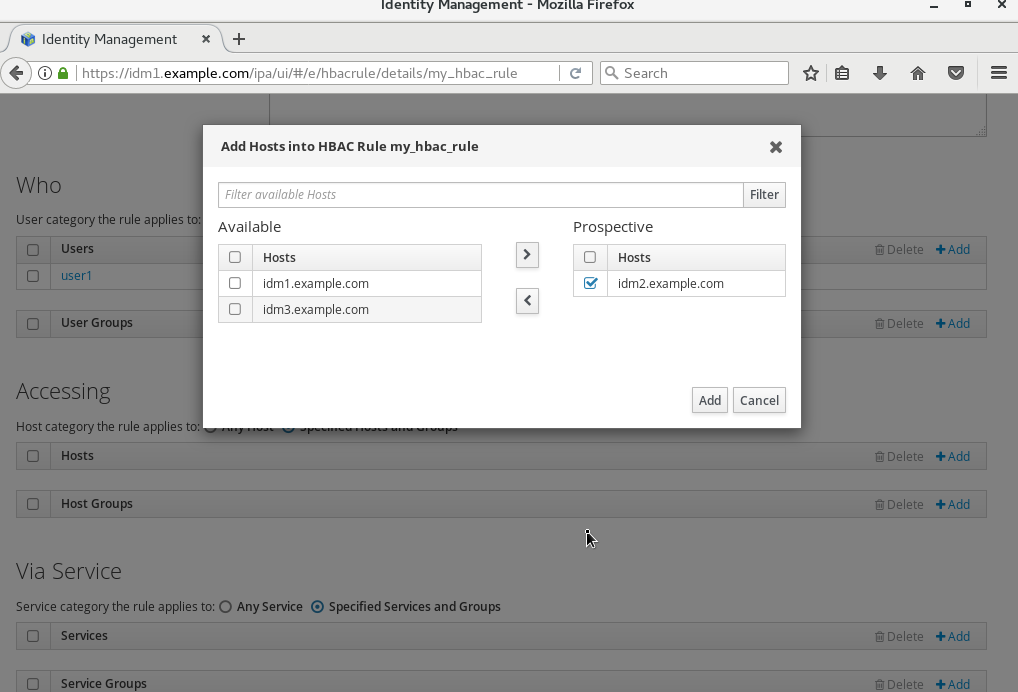 Identity Management - Mozilla Firefox
Identity Management
https://idm1.example.com/ipa/ui/#/e/hbacrule/details/my_hbac_rule
Search
Add Hosts into HBAC Rule my_hbac_rule
Filter available Hosts
Filter
Available
Prospective
Hosts
Hosts
idm1.example.com
idm2.example.com
idm3.example.com
Add
Cancel
Who
User category the rule applies to:
Users
Delete
Add
user1
User Groups
Delete
Add
Accessing
Host category the rule applies to: Any Host Specified Hosts and Groups
Hosts
Delete
Add
Host Groups
Delete
Add
Via Service
Service category the rule applies to: Any Service Specified Services and Groups
Services
Delete
Add
Service Groups
Delete
Add